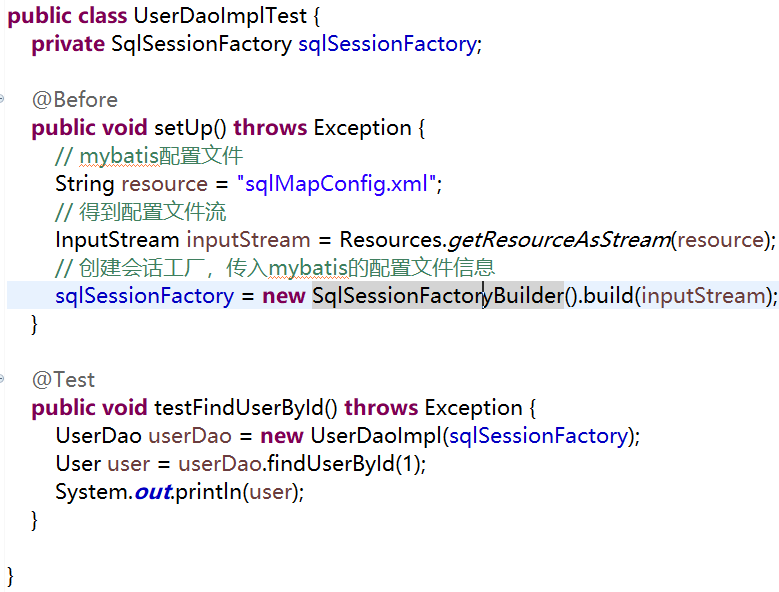 public class UserDaoImplTest {
private SqlSessionFactory sqlSessionFactory;
@Before
public void setUp() throws Exception {
// mybatis配置文件
String resource = "sqlMapConfig.xml";
// 得到配置文件流
InputStream inputStream = Resources.getResourceAsStream(resource);
// 创建会话工厂，传入mybatis的配置文件信息
sqlSessionFactory = new SqlSessionFactoryBuilder().build(inputStream);
}
@Test
public void testFindUserById() throws Exception {
UserDao userDao = new UserDaoImpl(sqlSessionFactory);
User user = userDao.findUserById(1);
System.out.println(user);
}
}